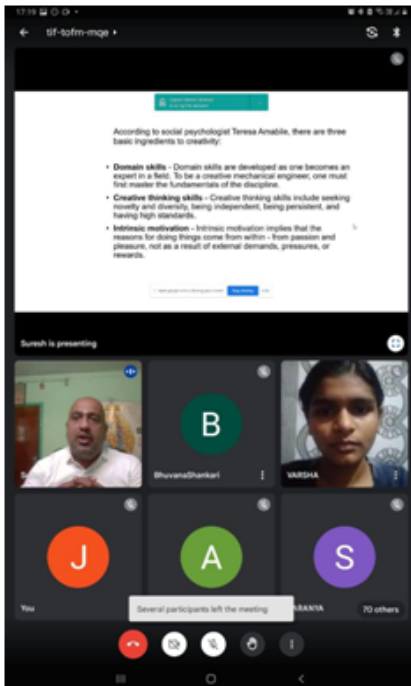 17:19
tif-tofm-mqe
According to social psychologist Teresa Amabile, there are three
basic ingredients to creativity:
• Domain skills - Domain skills are developed as one becomes an
expert in a field. To be a creative mechanical engineer, one must
first master the fundamentals of the discipline.
• Creative thinking skills - Creative thinking skills include seeking
novelty and diversity, being independent, being persistent, and
having high standards.
• Intrinsic motivation - Intrinsic motivation implies that the
reasons for doing things come from within - from passion and
pleasure, not as a result of external demands, pressures, or
rewards.
Stop sharing
Suresh is presenting
B
BhuvanaShankari
VARSHA
J
You
A
S
ARANYA
70 others
Several participants left the meeting